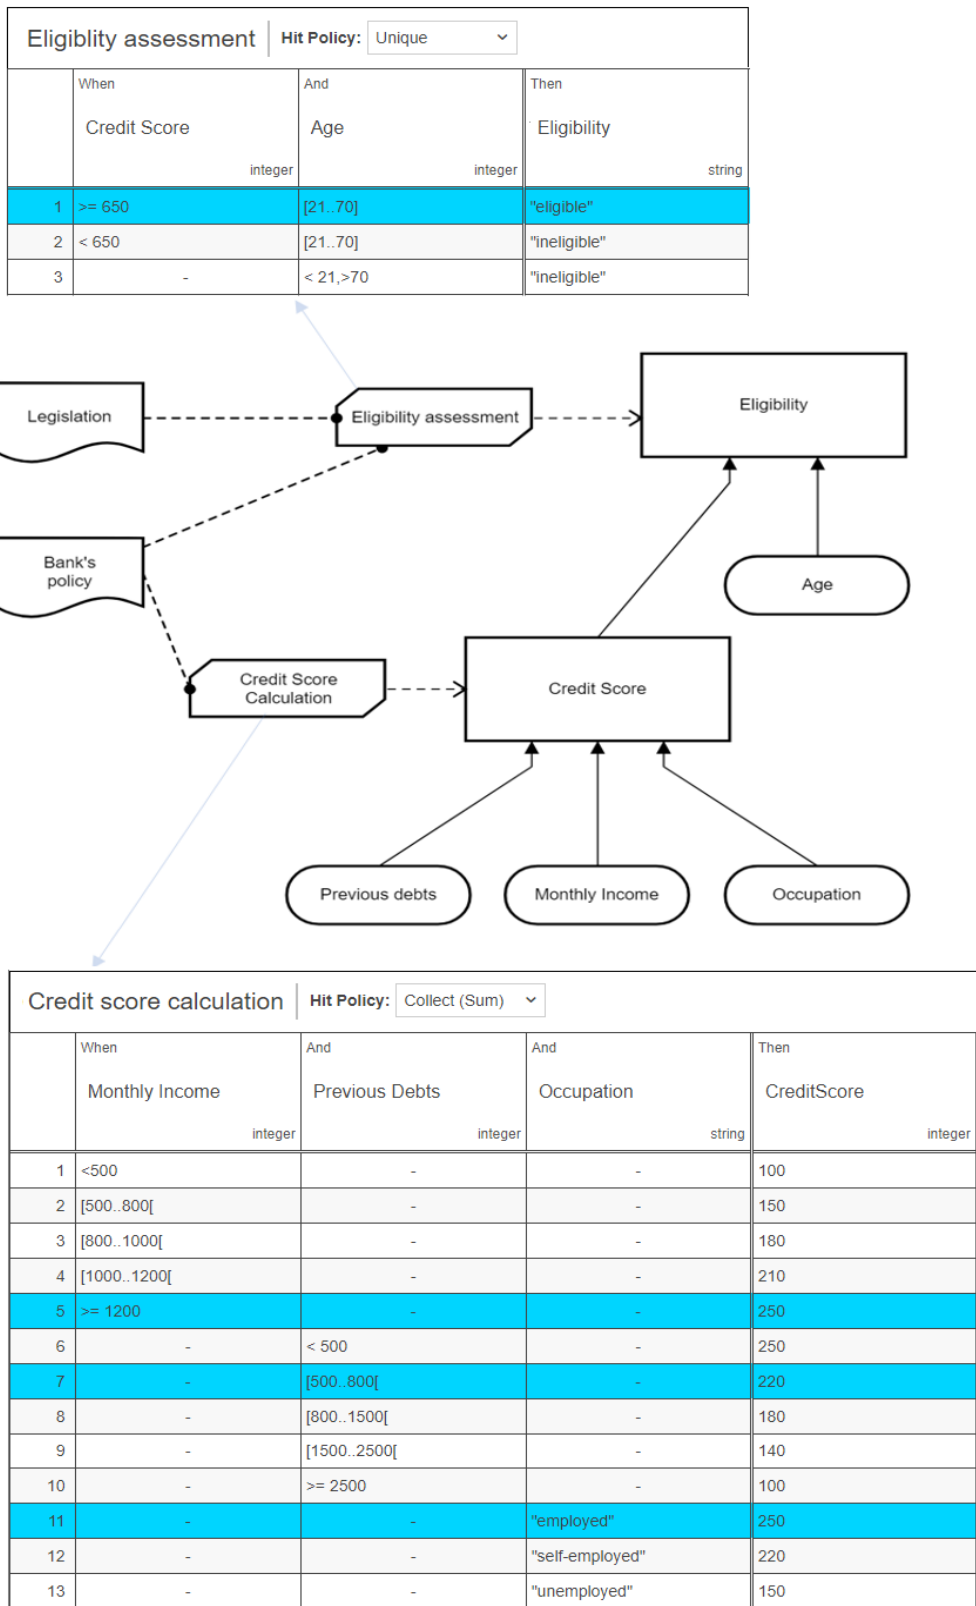 Eligiblity assessment Hit Policy: Unique
When And Then
Credit Score Age Eligibility
integer integer string
1 >= 650 [21..70] "eligible"
2 < 650 [21..70] "ineligible"
3 - < 21,>70 "ineligible"
Legislation
Eligibility assessment
Eligibility
Bank's
policy
Age
Credit Score
Calculation
Credit Score
Previous debts
Monthly Income
Occupation
Credit score calculation Hit Policy: Collect (Sum)
When And And Then
Monthly Income Previous Debts Occupation CreditScore
integer integer string integer
1 <500 - - 100
2 [500..800[ - - 150
3 [800..1000[ - - 180
4 [1000..1200[ - - 210
5 >= 1200 - - 250
6 - < 500 - 250
7 - [500..800[ - 220
8 - [800..1500[ - 180
9 - [1500..2500[ - 140
10 - >= 2500 - 100
11 - - "employed" 250
12 - - "self-employed" 220
13 - - "unemployed" 150